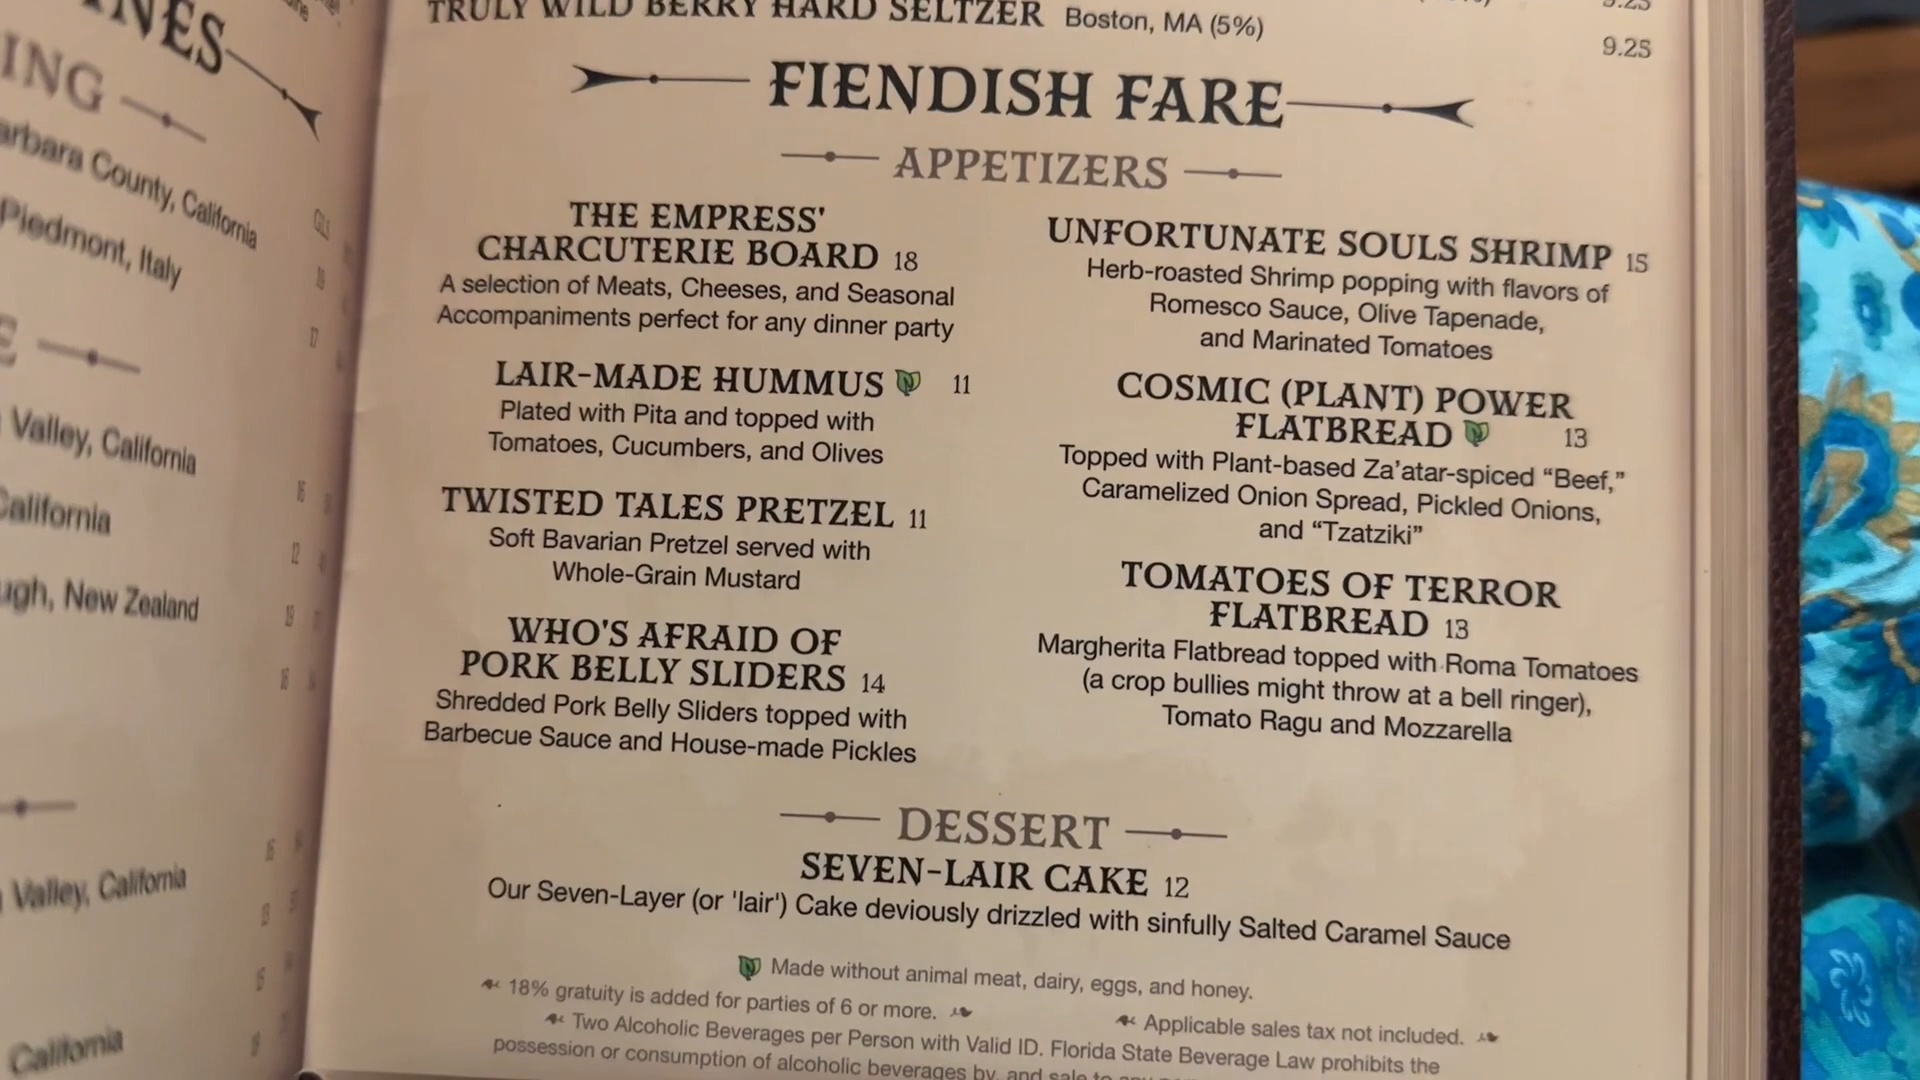 INES
ING
arbara County, California
Piedmont, Italy
Valley, California
California
ugh, New Zealand
Valley, California
California
TRULY WILD BERRY HARD SELTZER Boston, MA (5%) 9.25
FIENDISH FARE
APPETIZERS
THE EMPRESS'
CHARCUTERIE BOARD 18
A selection of Meats, Cheeses, and Seasonal
Accompaniments perfect for any dinner party
LAIR-MADE HUMMUS 11
Plated with Pita and topped with
Tomatoes, Cucumbers, and Olives
TWISTED TALES PRETZEL 11
Soft Bavarian Pretzel served with
Whole-Grain Mustard
WHO'S AFRAID OF
PORK BELLY SLIDERS 14
Shredded Pork Belly Sliders topped with
Barbecue Sauce and House-made Pickles
UNFORTUNATE SOULS SHRIMP 15
Herb-roasted Shrimp popping with flavors of
Romesco Sauce, Olive Tapenade,
and Marinated Tomatoes
COSMIC (PLANT) POWER
FLATBREAD 13
Topped with Plant-based Za'atar-spiced “Beef,”
Caramelized Onion Spread, Pickled Onions,
and “Tzatziki”
TOMATOES OF TERROR
FLATBREAD 13
Margherita Flatbread topped with Roma Tomatoes
(a crop bullies might throw at a bell ringer),
Tomato Ragu and Mozzarella
DESSERT
SEVEN-LAIR CAKE 12
Our Seven-Layer (or 'lair') Cake deviously drizzled with sinfully Salted Caramel Sauce
Made without animal meat, dairy, eggs, and honey.
18% gratuity is added for parties of 6 or more. Applicable sales tax not included.
Two Alcoholic Beverages per Person with Valid ID. Florida State Beverage Law prohibits the
possession or consumption of alcoholic beverages by, and sale to